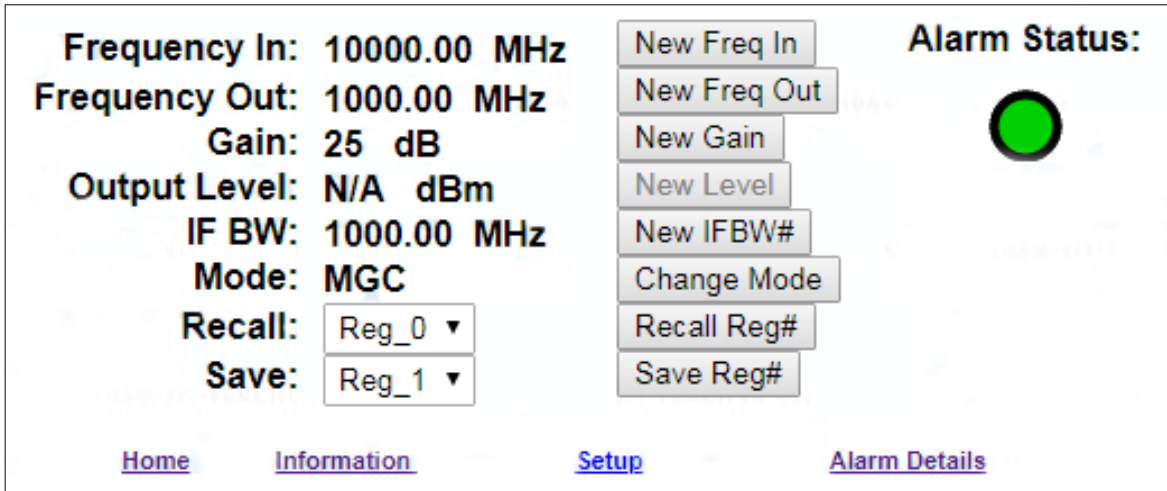 Frequency In: 10000.00 MHz New Freq In Alarm Status:
Frequency Out: 1000.00 MHz New Freq Out
Gain: 25 dB New Gain
Output Level: N/A dBm New Level
IF BW: 1000.00 MHz New IFBW#
Mode: MGC Change Mode
Recall: Reg_0 Recall Reg#
Save: Reg_1 Save Reg#
Home Information Setup Alarm Details